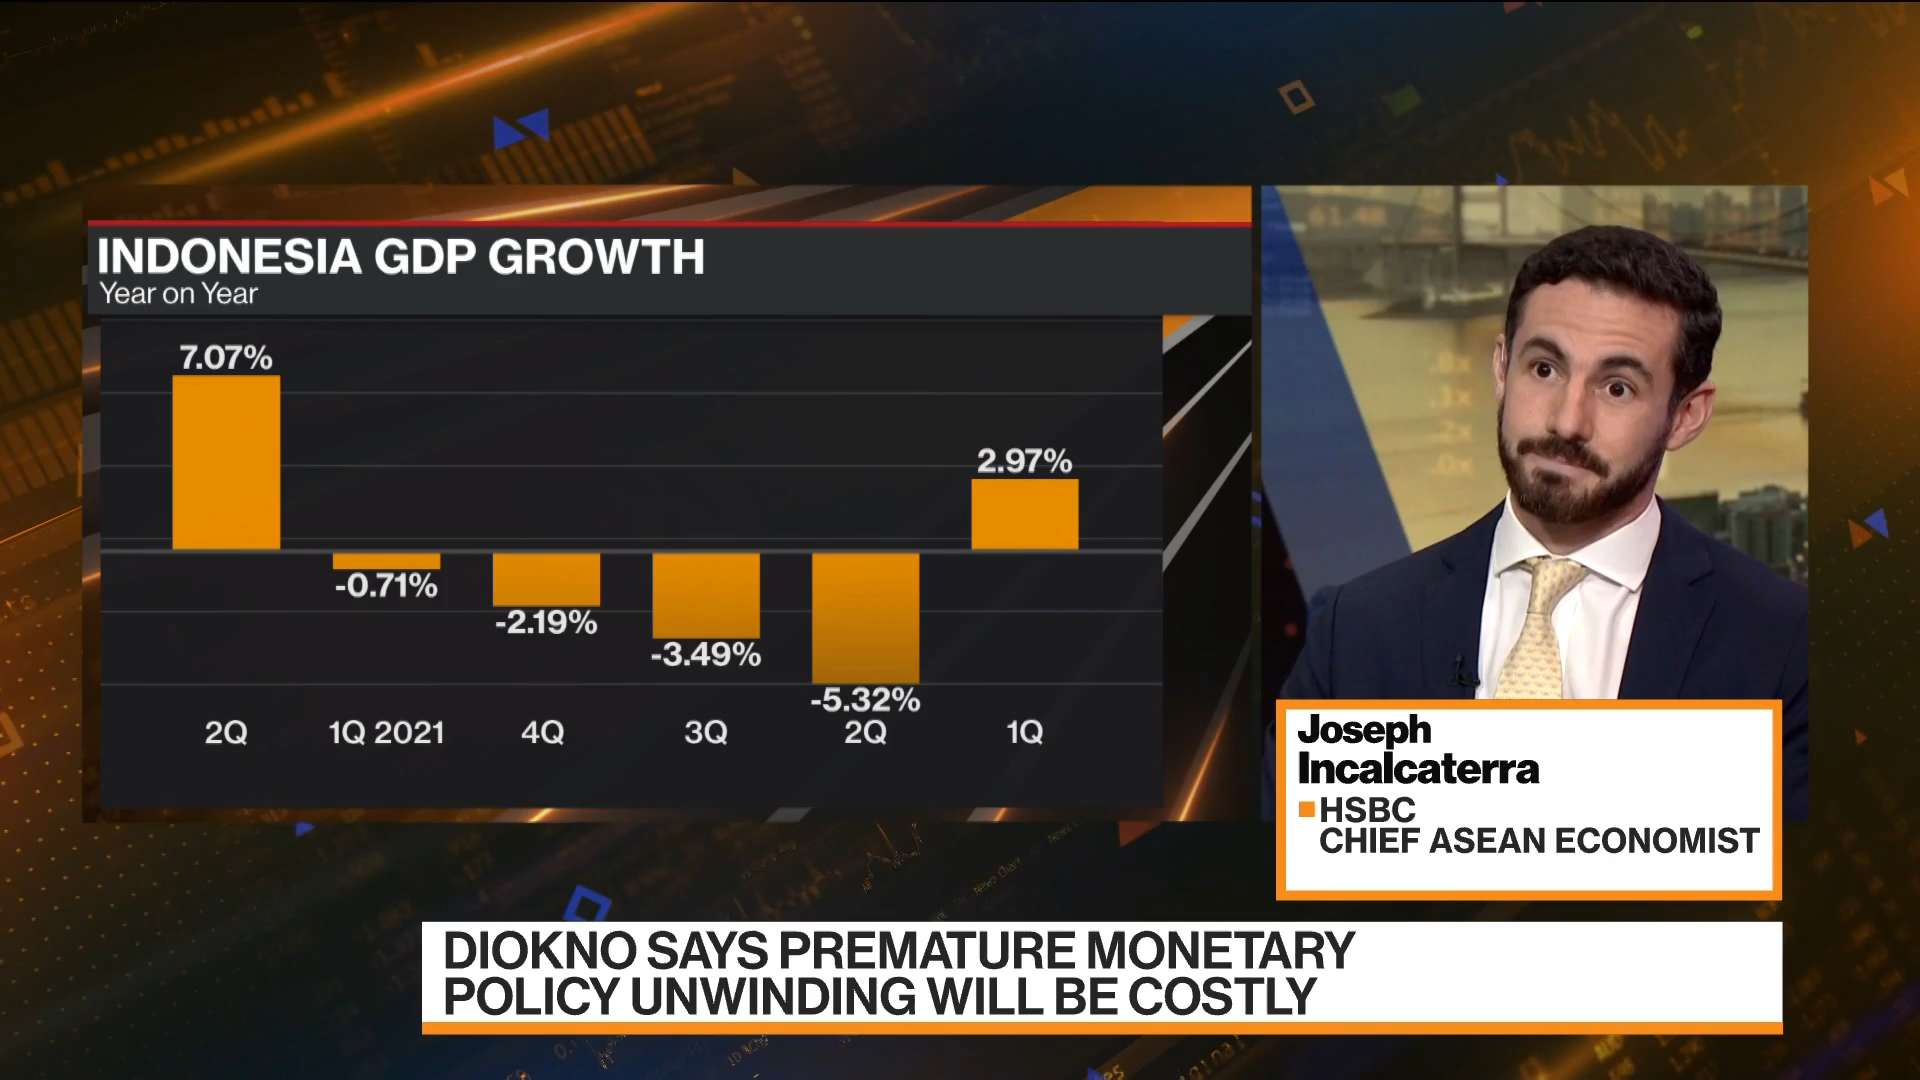 INDONESIA GDP GROWTH
Year on Year
7.07%
-0.71%
-2.19%
-3.49%
-5.32%
2.97%
2Q
1Q 2021
4Q
3Q
2Q
1Q
Joseph
Incalcaterra
HSBC
CHIEF ASEAN ECONOMIST
DIOKNO SAYS PREMATURE MONETARY
POLICY UNWINDING WILL BE COSTLY